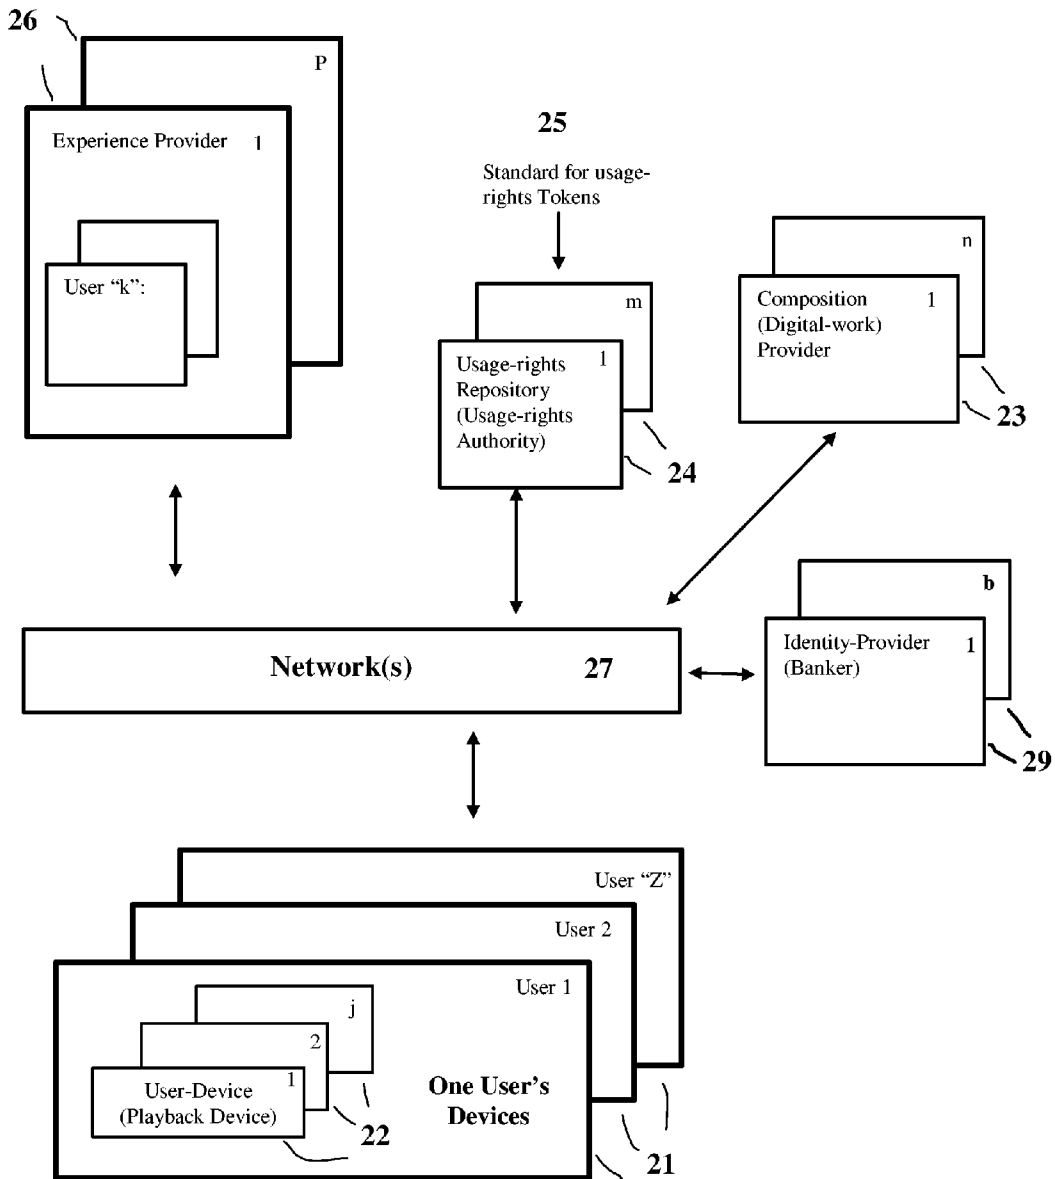 26
P
Experience Provider 1
User “k”:
25
Standard for usage-
rights Tokens
m
Usage-rights 1
Repository
(Usage-rights
Authority)
24
n
Composition 1
(Digital-work)
Provider
23
b
Identity-Provider 1
(Banker)
29
Network(s) 27
User “Z”
User 2
User 1
j
2
1
User-Device
(Playback Device)
22
One User’s
Devices
21